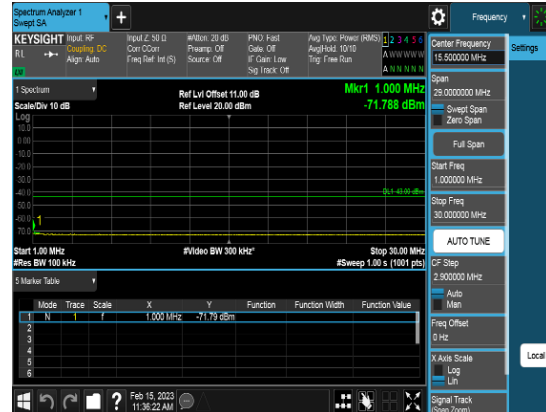 Spectrum Analyzer 1
Swept SA
+
Frequency
KEYSIGHT Input: RF Input Z: 50 Ω #Atten: 20 dB PNO: Fast Avg Type: Power (RMS) 1 2 3 4 5 6
RL Coupling: DC Corr CCorr Preamp: Off Gate: Off Avg|Hold: 10/10 A W W W W W
Align: Auto Freq Ref: Int (S) Source: Off IF Gain: Low Trig: Free Run
Sig Track: Off A N N N N N
1 Spectrum
Ref Lvl Offset 11.00 dB
Mkr1 1.000 MHz
Scale/Div 10 dB
Ref Level 20.00 dBm
-71.788 dBm
Log
10.0
0.00
-10.0
-20.0
-30.0
-40.0
DL1 -43.00 dBm
-50.0
-60.0
1
-70.0
Start 1.00 MHz #Video BW 300 kHz* Stop 30.00 MHz
#Res BW 100 kHz #Sweep 1.00 s (1001 pts)
5 Marker Table
Mode Trace Scale X Y Function Function Width Function Value
1 N 1 f 1.000 MHz -71.79 dBm
2
3
4
5
6
Feb 15, 2023
11:36:22 AM
?
Center Frequency
15.500000 MHz
Settings
Span
29.0000000 MHz
Swept Span
Zero Span
Full Span
Start Freq
1.000000 MHz
Stop Freq
30.000000 MHz
AUTO TUNE
CF Step
2.900000 MHz
Auto
Man
Freq Offset
0 Hz
X Axis Scale
Log
Lin
Local
Signal Track
(Span Zoom)